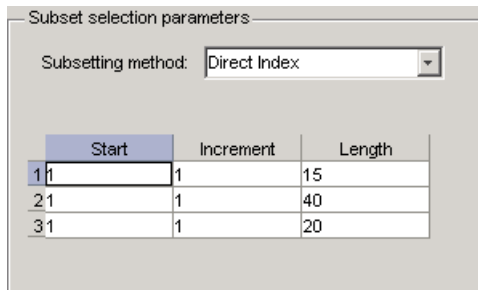 Subset selection parameters
Subsetting method: Direct Index
Start Increment Length
1 1 1 15
2 1 1 40
3 1 1 20